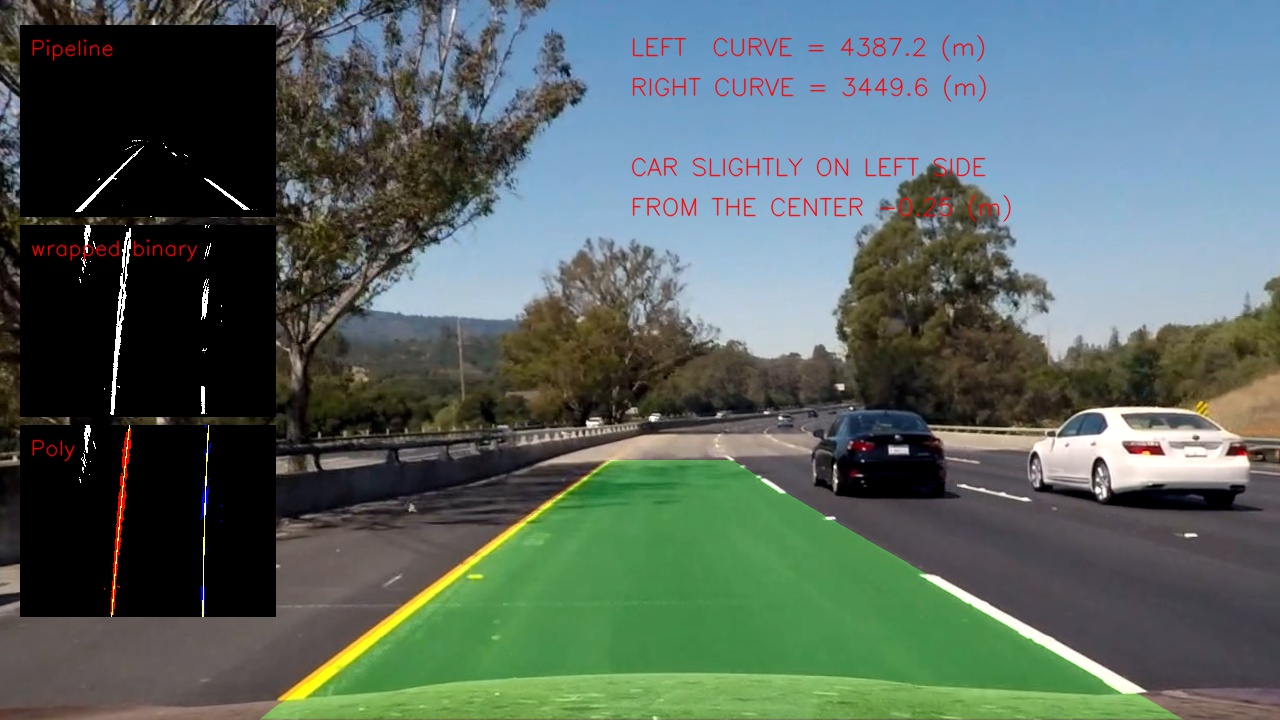 Pipeline
wrapped binary
Poly
LEFT CURVE = 4387.2 (m)
RIGHT CURVE = 3449.6 (m)
CAR SLIGHTLY ON LEFT SIDE
FROM THE CENTER -0.25 (m)